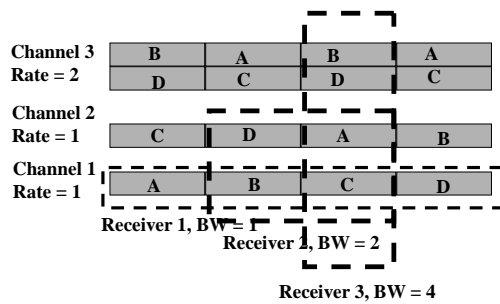 Channel 3
Rate = 2
B A B A
D C D C
Channel 2
Rate = 1
C D A B
Channel 1
Rate = 1
A B C D
Receiver 1, BW = 1
Receiver 2, BW = 2
Receiver 3, BW = 4